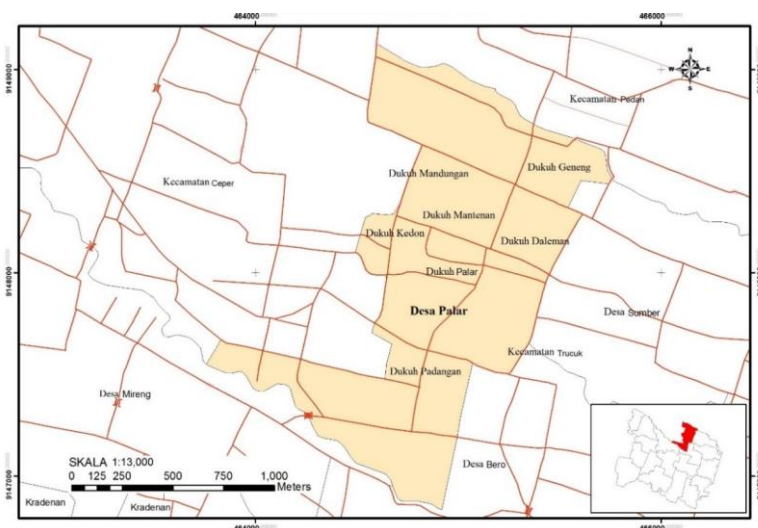 464000
466000
9149000
N
W E
S
Kecamatan Pedan
Dukuh Geneng
Dukuh Mandungan
Kecamatan Ceper
Dukuh Mantenan
Dukuh Kedon
Dukuh Daleman
Dukuh Palar
9148000
Desa Palar
Desa Sumber
Kecamatan Trucuk
Dukuh Padangan
Desa Mireng
Desa Bero
SKALA 1:13,000
0 125 250 500 750 1,000
Meters
9147000
Kradenan
Kradenan